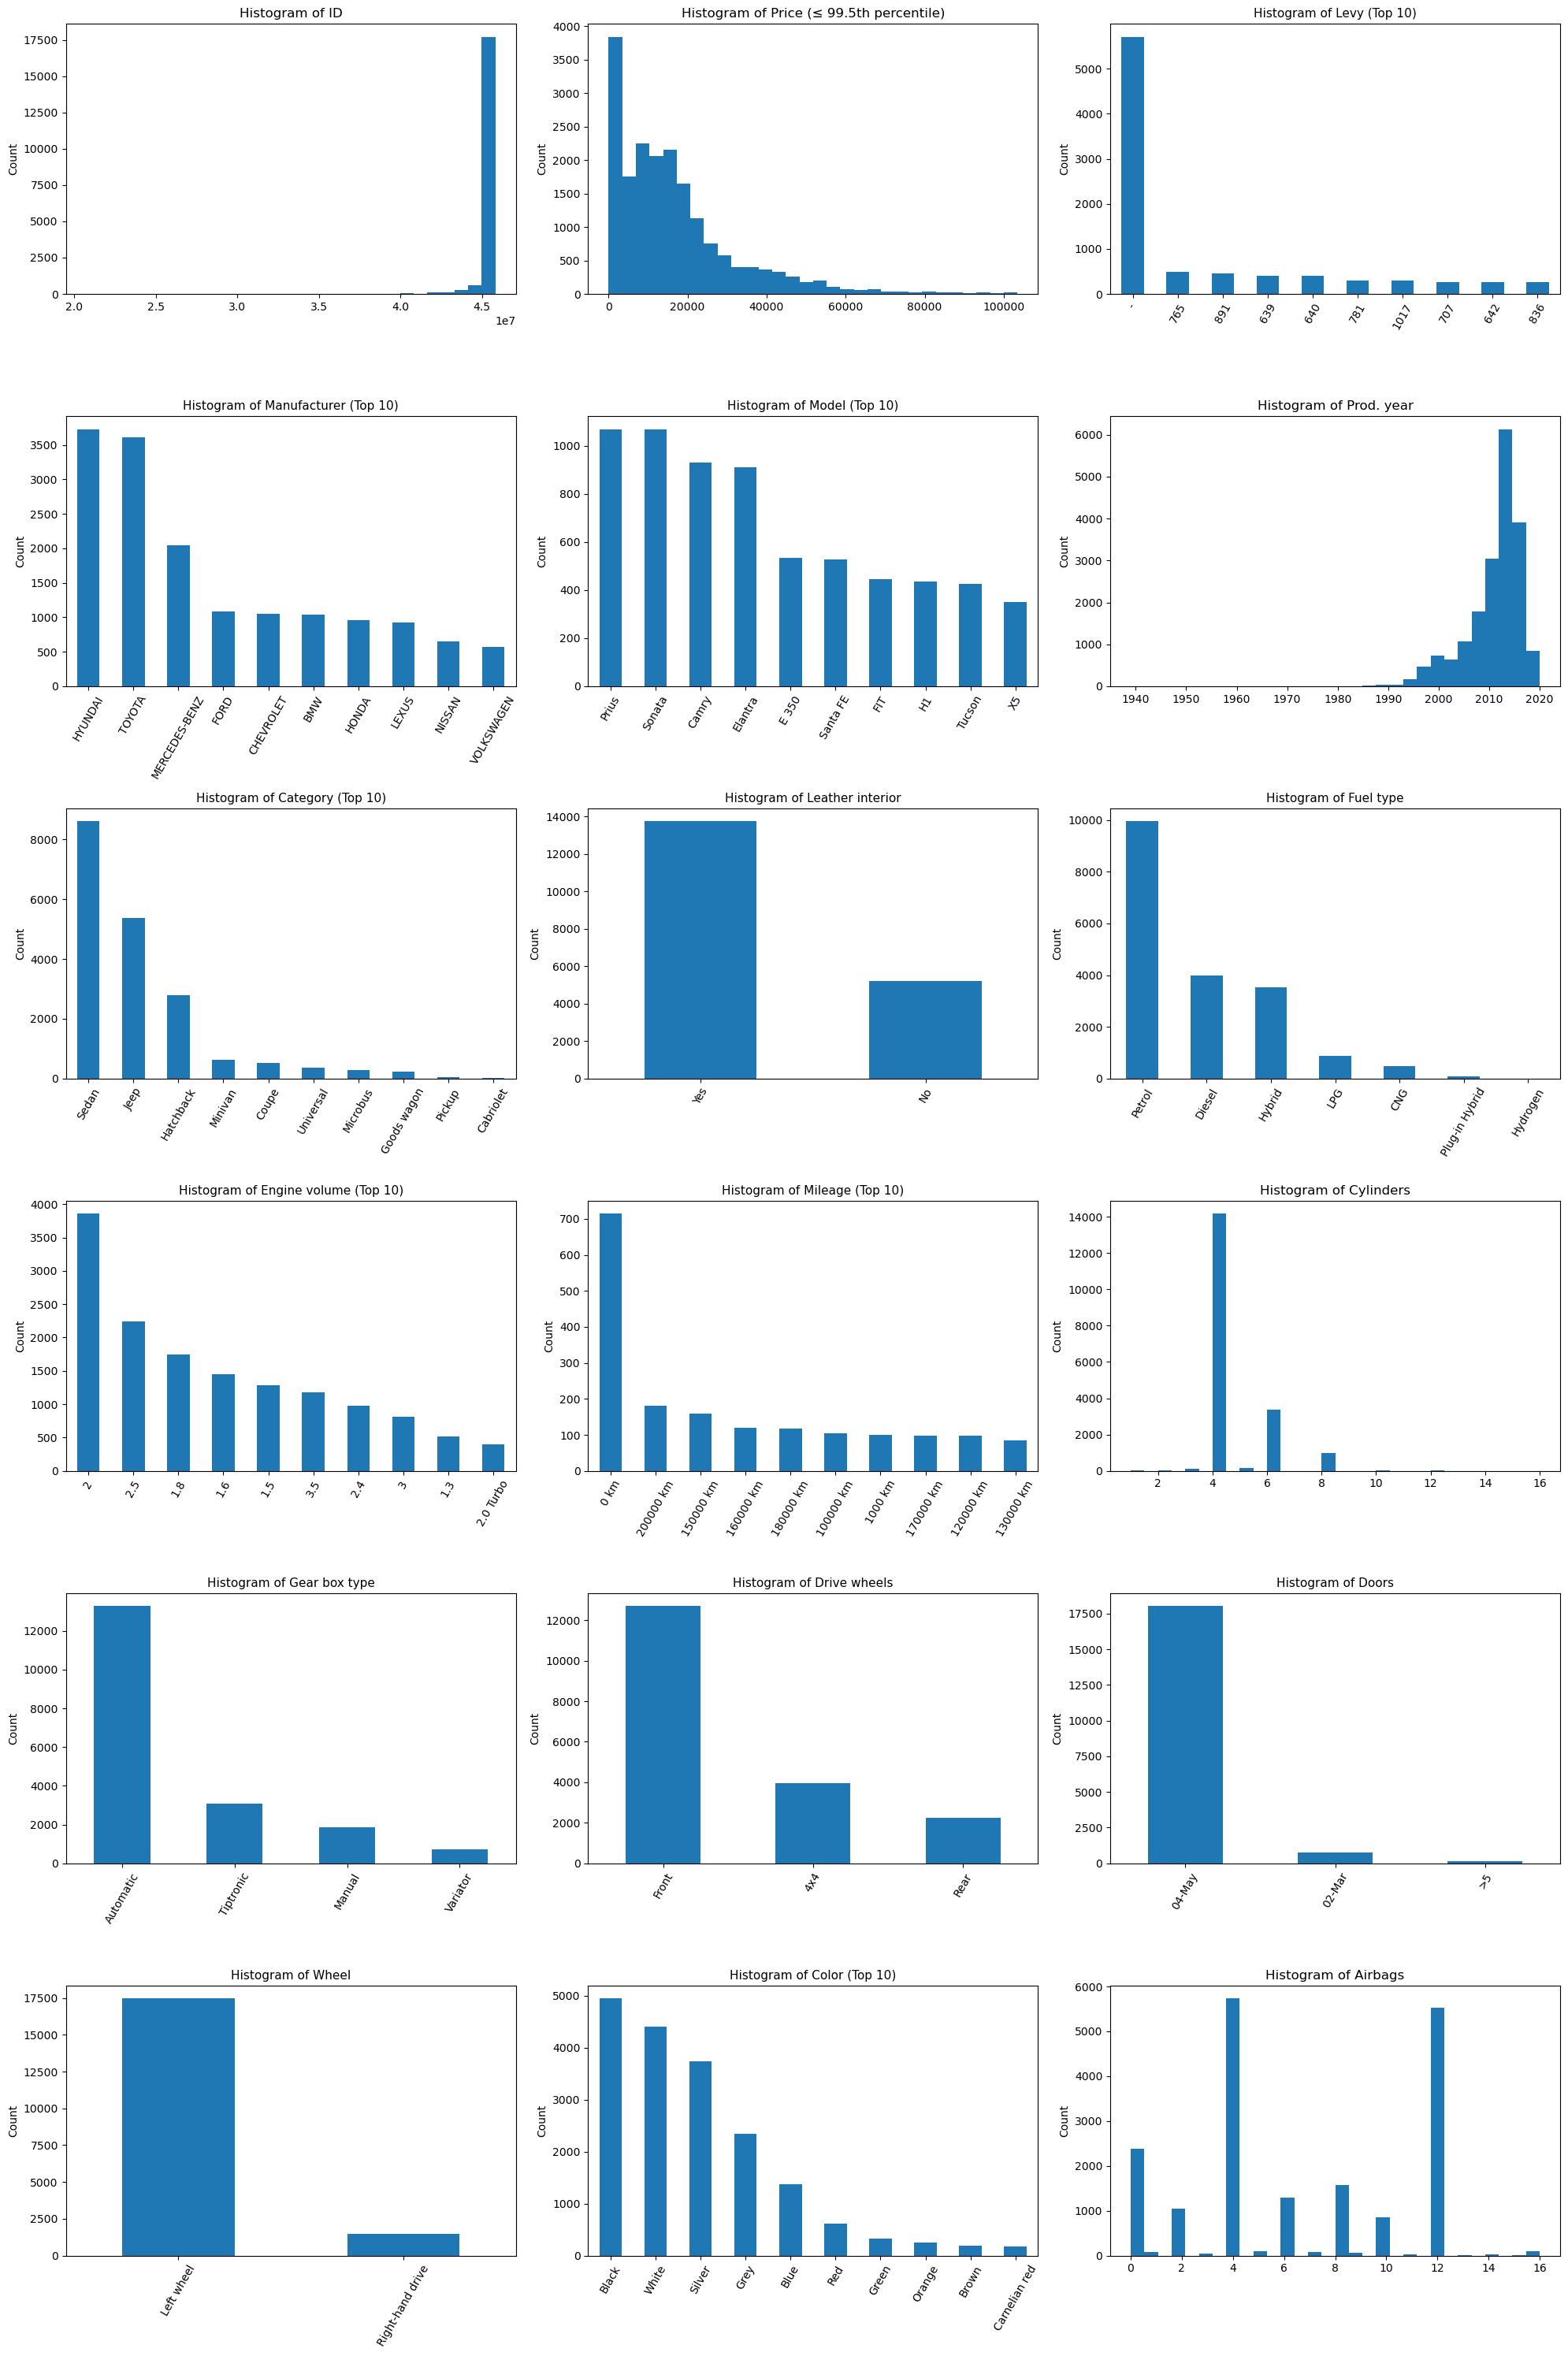 Histogram of ID
Count
17500
15000
12500
10000
7500
5000
2500
0
2.0 2.5 3.0 3.5 4.0 4.5
1e7
Histogram of Price (≤ 99.5th percentile)
Count
4000
3500
3000
2500
2000
1500
1000
500
0
0 20000 40000 60000 80000 100000
Histogram of Levy (Top 10)
Count
5000
4000
3000
2000
1000
0
- 765 891 639 640 781 1017 707 642 836
Histogram of Manufacturer (Top 10)
Count
3500
3000
2500
2000
1500
1000
500
0
HYUNDAI TOYOTA MERCEDES-BENZ FORD CHEVROLET BMW HONDA LEXUS NISSAN VOLKSWAGEN
Histogram of Model (Top 10)
Count
1000
800
600
400
200
0
Prius Sonata Camry Elantra E 350 Santa FE FIT H1 Tucson X5
Histogram of Prod. year
Count
6000
5000
4000
3000
2000
1000
0
1940 1950 1960 1970 1980 1990 2000 2010 2020
Histogram of Category (Top 10)
Count
8000
6000
4000
2000
0
Sedan Jeep Hatchback Minivan Coupe Universal Microbus Goods wagon Pickup Cabriolet
Histogram of Leather interior
Count
14000
12000
10000
8000
6000
4000
2000
0
Yes No
Histogram of Fuel type
Count
10000
8000
6000
4000
2000
0
Petrol Diesel Hybrid LPG CNG Plug-in Hybrid Hydrogen
Histogram of Engine volume (Top 10)
Count
4000
3500
3000
2500
2000
1500
1000
500
0
2 2.5 1.8 1.6 1.5 3.5 2.4 3 1.3 2.0 Turbo
Histogram of Mileage (Top 10)
Count
700
600
500
400
300
200
100
0
0 km 200000 km 150000 km 160000 km 180000 km 100000 km 1000 km 170000 km 120000 km 130000 km
Histogram of Cylinders
Count
14000
12000
10000
8000
6000
4000
2000
0
2 4 6 8 10 12 14 16
Histogram of Gear box type
Count
12000
10000
8000
6000
4000
2000
0
Automatic Tiptronic Manual Variator
Histogram of Drive wheels
Count
12000
10000
8000
6000
4000
2000
0
Front 4x4 Rear
Histogram of Doors
Count
17500
15000
12500
10000
7500
5000
2500
0
04-May 02-Mar >5
Histogram of Wheel
Count
17500
15000
12500
10000
7500
5000
2500
0
Left wheel Right-hand drive
Histogram of Color (Top 10)
Count
5000
4000
3000
2000
1000
0
Black White Silver Grey Blue Red Green Orange Brown Carnelian red
Histogram of Airbags
Count
6000
5000
4000
3000
2000
1000
0
0 2 4 6 8 10 12 14 16